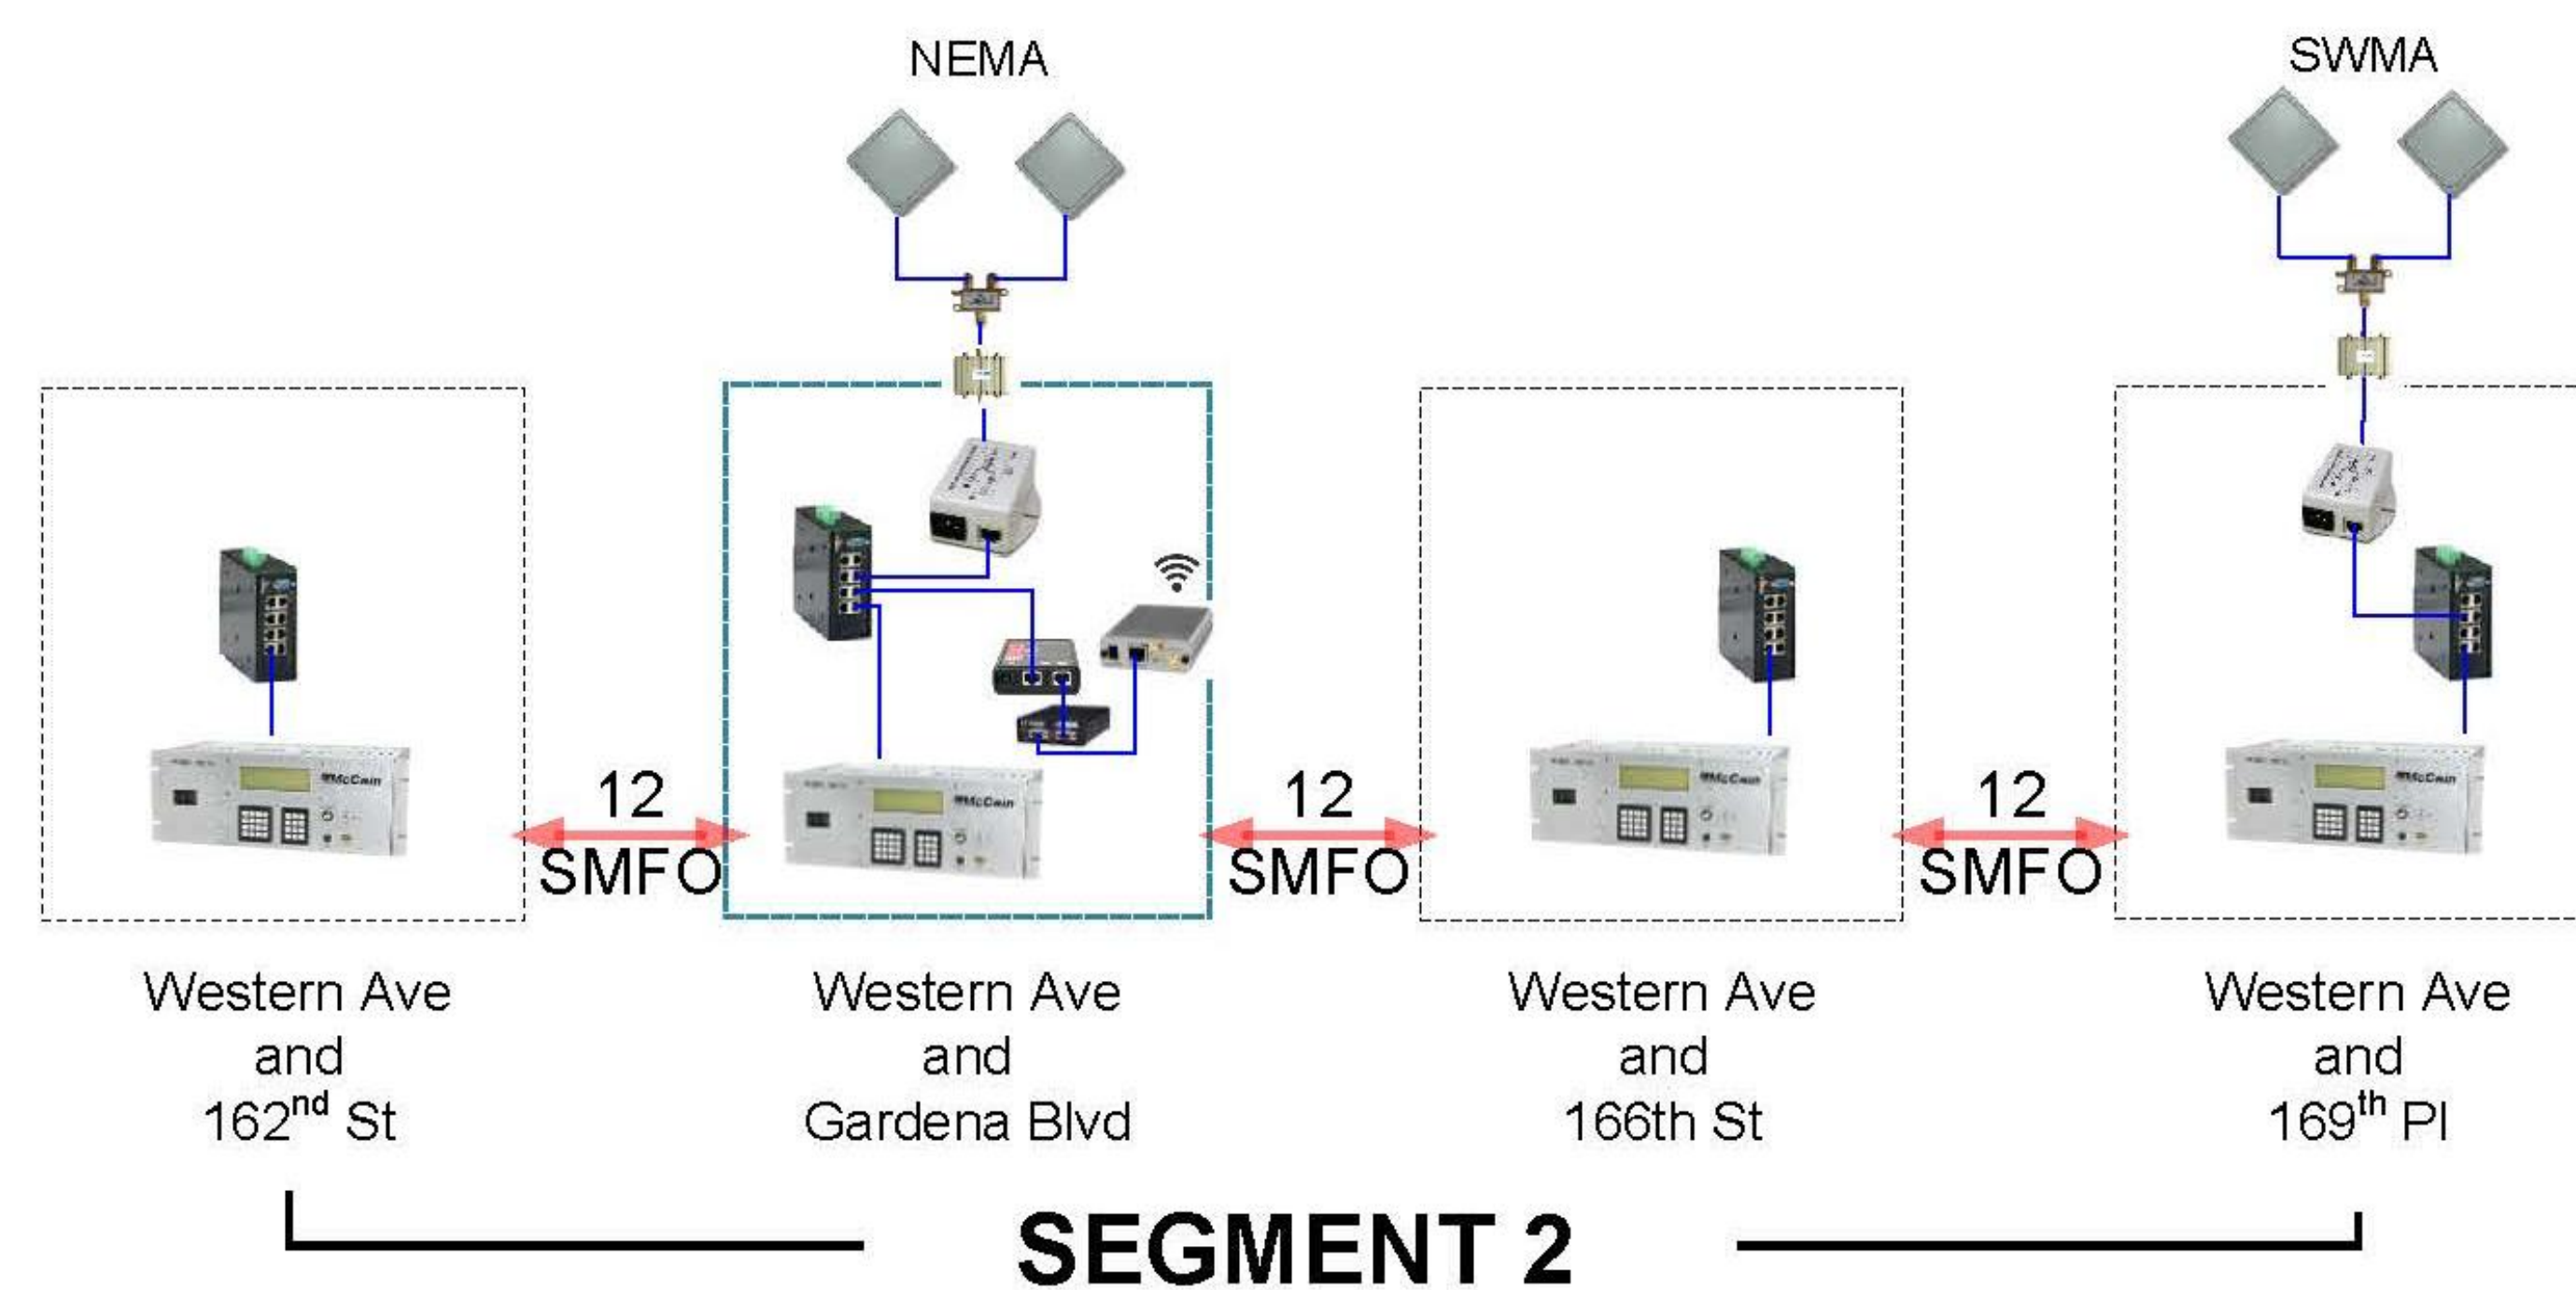 NEMA
SWMA
12
SMFO
12
SMFO
12
SMFO
Western Ave
and
162nd St
Western Ave
and
Gardena Blvd
Western Ave
and
166th St
Western Ave
and
169th Pl
SEGMENT 2